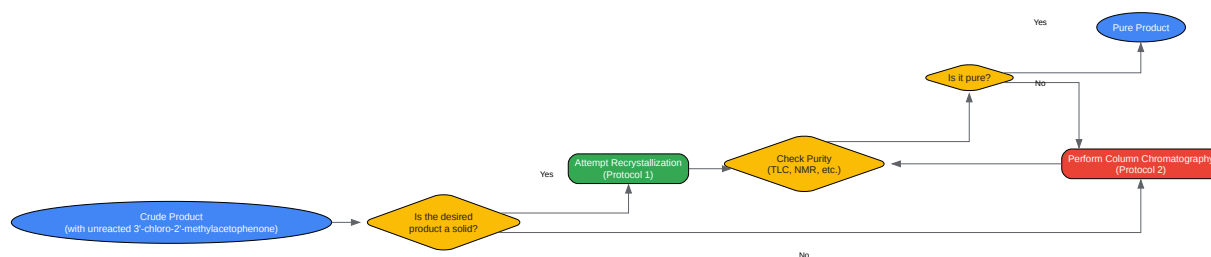 Yes
Pure Product
Is it pure?
No
Yes
Attempt Recrystallization
(Protocol 1)
Check Purity
(TLC, NMR, etc.)
Perform Column Chromatography
(Protocol 2)
Crude Product
(with unreacted 3'-chloro-2'-methylacetophenone)
Is the desired
product a solid?
No